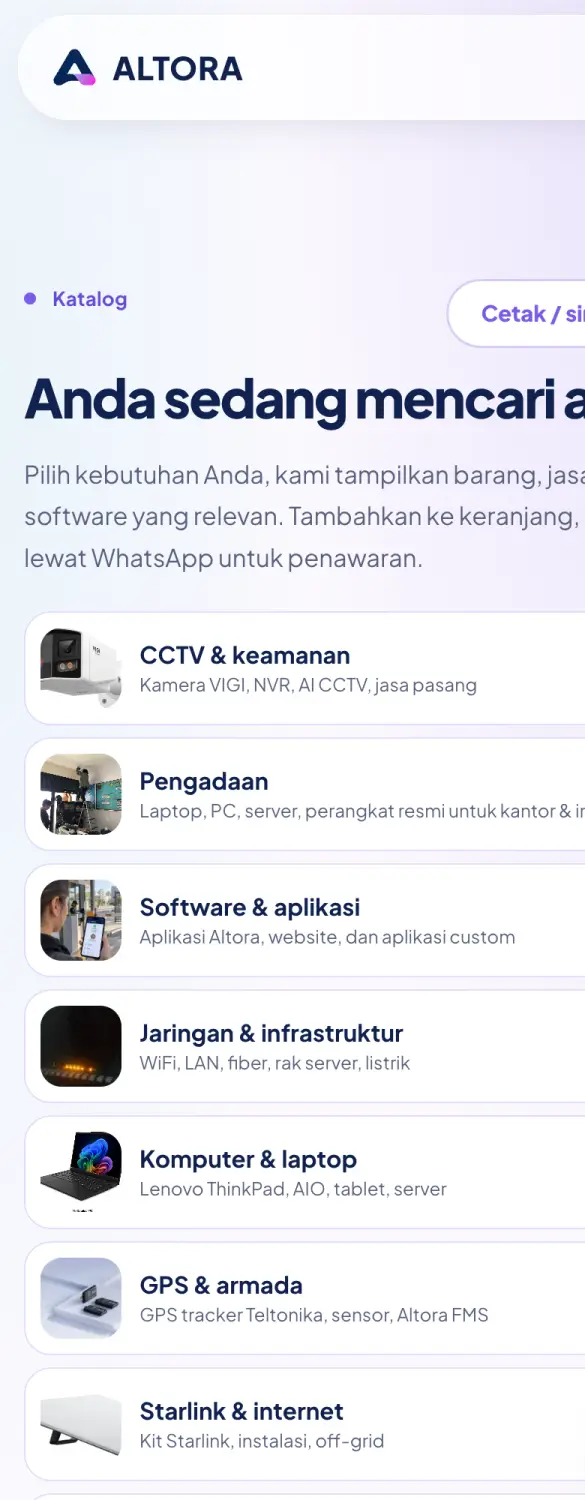 ALTORA
Katalog
Cetak / si
Anda sedang mencari a
Pilih kebutuhan Anda, kami tampilkan barang, jasa
software yang relevan. Tambahkan ke keranjang,
lewat WhatsApp untuk penawaran.
CCTV & keamanan
Kamera VIGI, NVR, AI CCTV, jasa pasang
Pengadaan
Laptop, PC, server, perangkat resmi untuk kantor & in
Software & aplikasi
Aplikasi Altora, website, dan aplikasi custom
Jaringan & infrastruktur
WiFi, LAN, fiber, rak server, listrik
Komputer & laptop
Lenovo ThinkPad, AIO, tablet, server
GPS & armada
GPS tracker Teltonika, sensor, Altora FMS
Starlink & internet
Kit Starlink, instalasi, off-grid